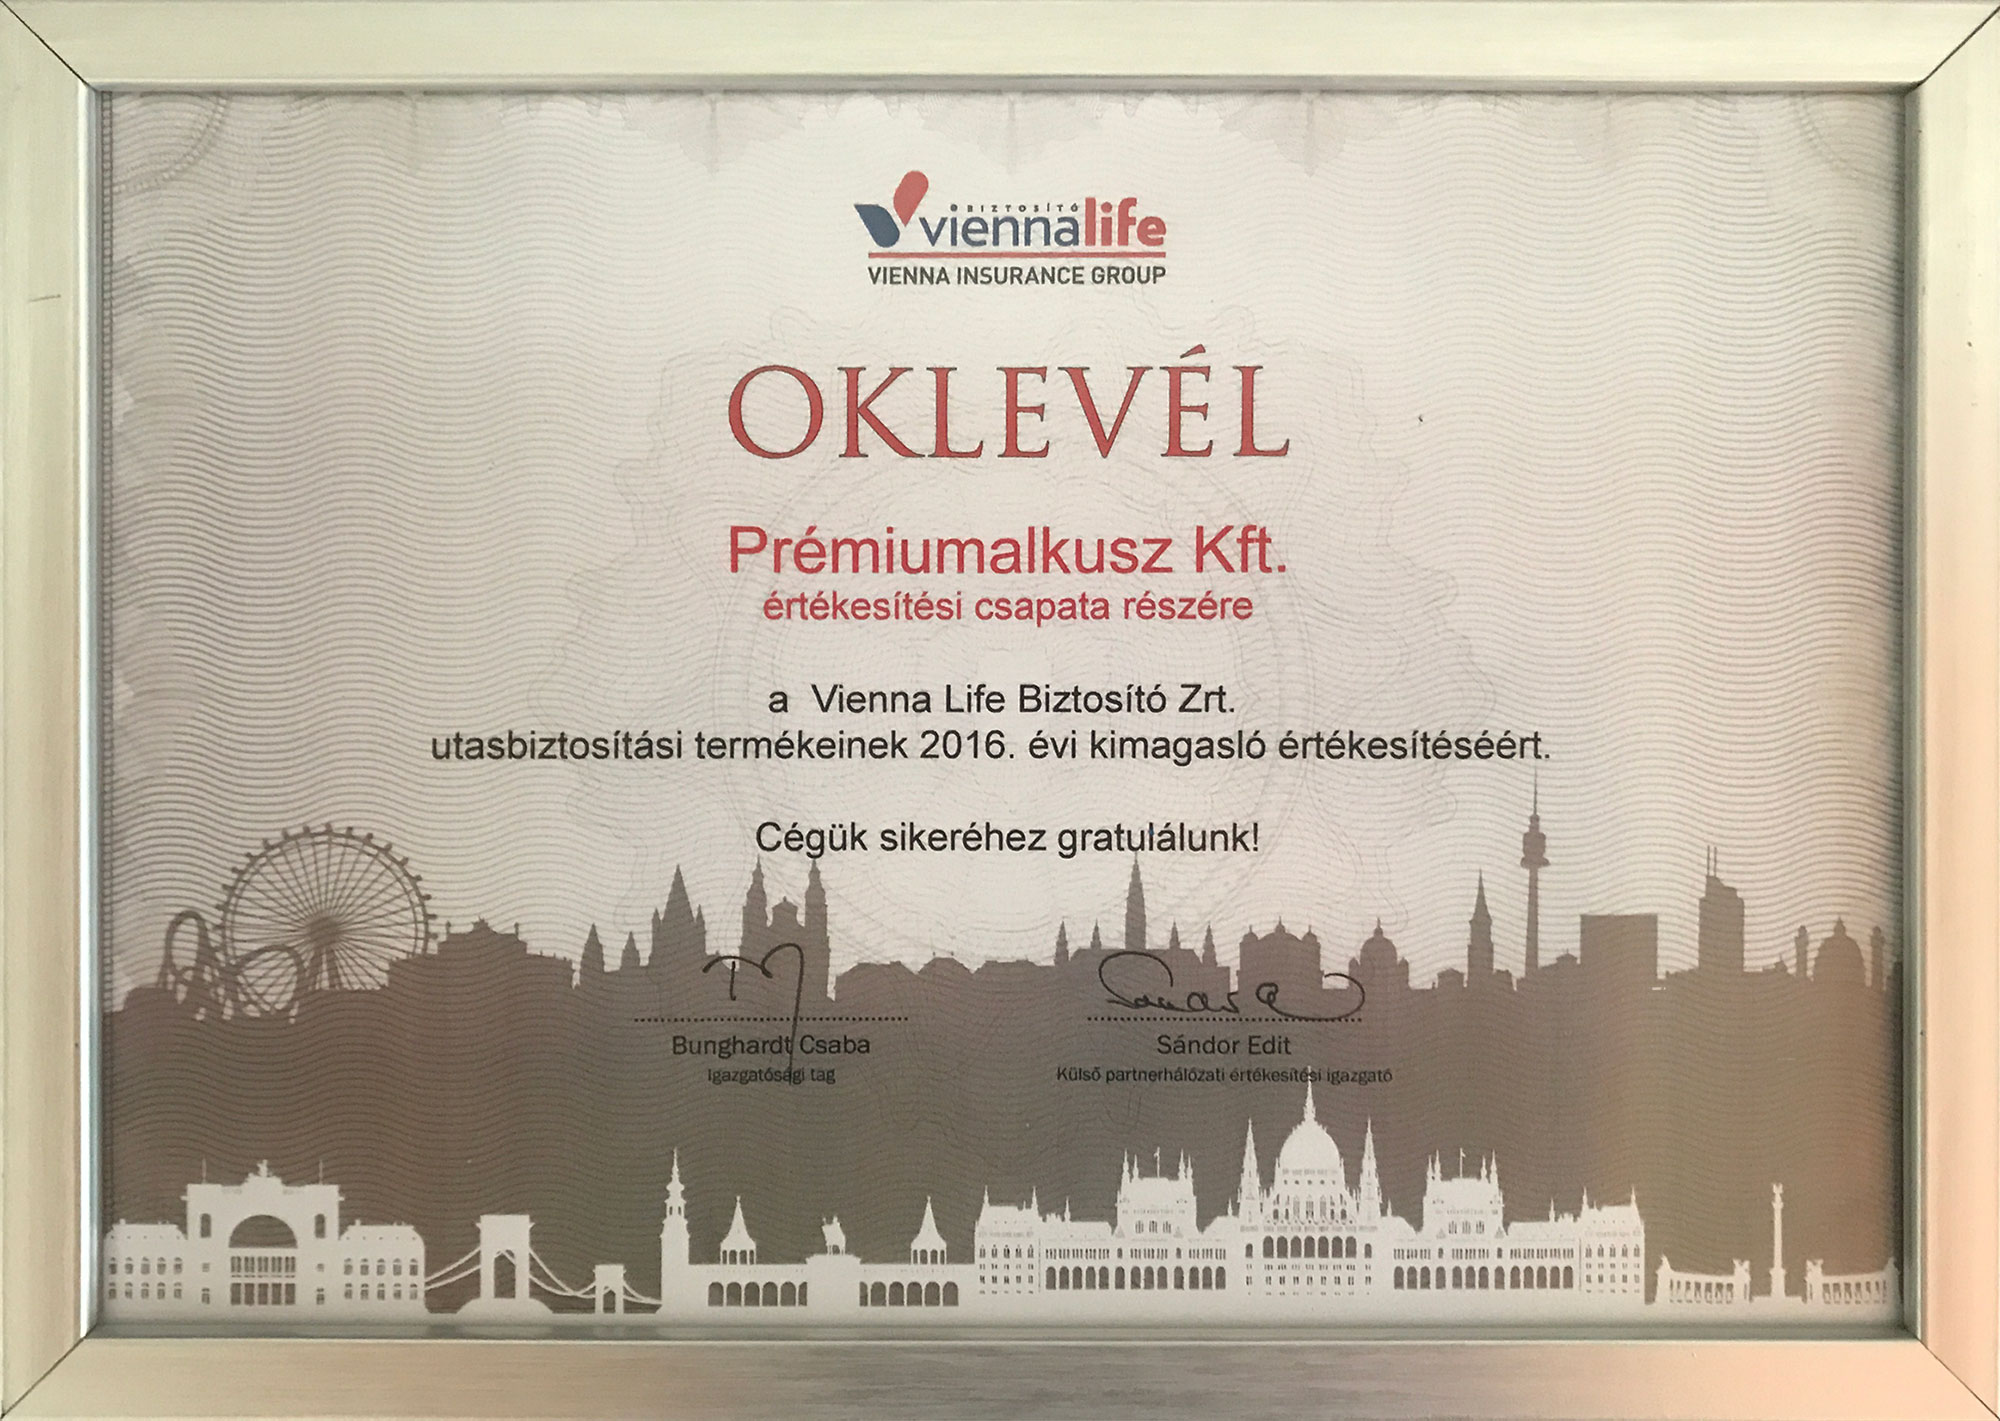 BIZTOSÍTÓ
viennalife
VIENNA INSURANCE GROUP
OKLEVÉL
Prémiumalkusz Kft.
értékesítési csapata részére
a Vienna Life Biztosító Zrt.
utasbiztosítási termékeinek 2016. évi kimagasló értékesítéséért.
Cégük sikeréhez gratulálunk!
Bunghardt Csaba
Igazgatósági tag
Sándor Edit
Külső partnerhálózati értékesítési igazgató